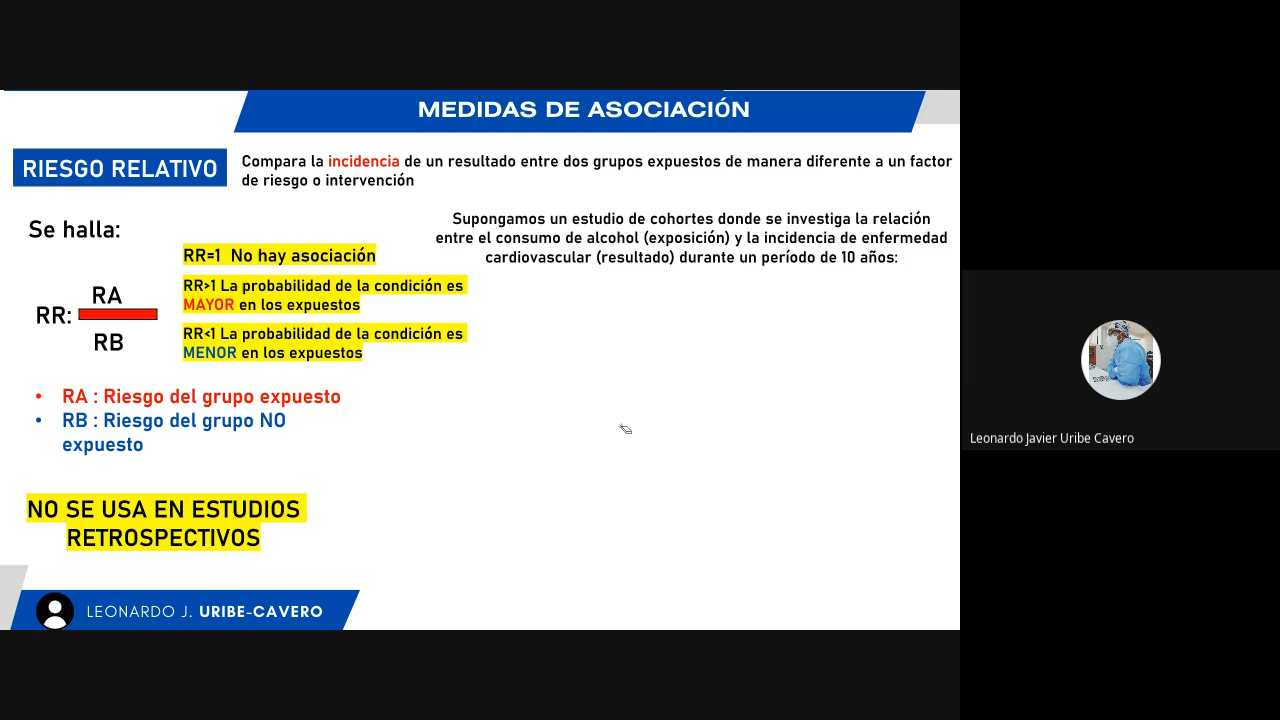 MEDIDAS DE ASOCIACIÓN
RIESGO RELATIVO
Compara la incidencia de un resultado entre dos grupos expuestos de manera diferente a un factor
de riesgo o intervención
Se halla:
Supongamos un estudio de cohortes donde se investiga la relación
entre el consumo de alcohol (exposición) y la incidencia de enfermedad
cardiovascular (resultado) durante un período de 10 años:
RR=1 No hay asociación
RR>1 La probabilidad de la condición es
MAYOR en los expuestos
RR<1 La probabilidad de la condición es
MENOR en los expuestos
RA
RR:
RB
• RA : Riesgo del grupo expuesto
• RB : Riesgo del grupo NO
expuesto
NO SE USA EN ESTUDIOS
RETROSPECTIVOS
LEONARDO J. URIBE-CAVERO
Leonardo Javier Uribe Cavero